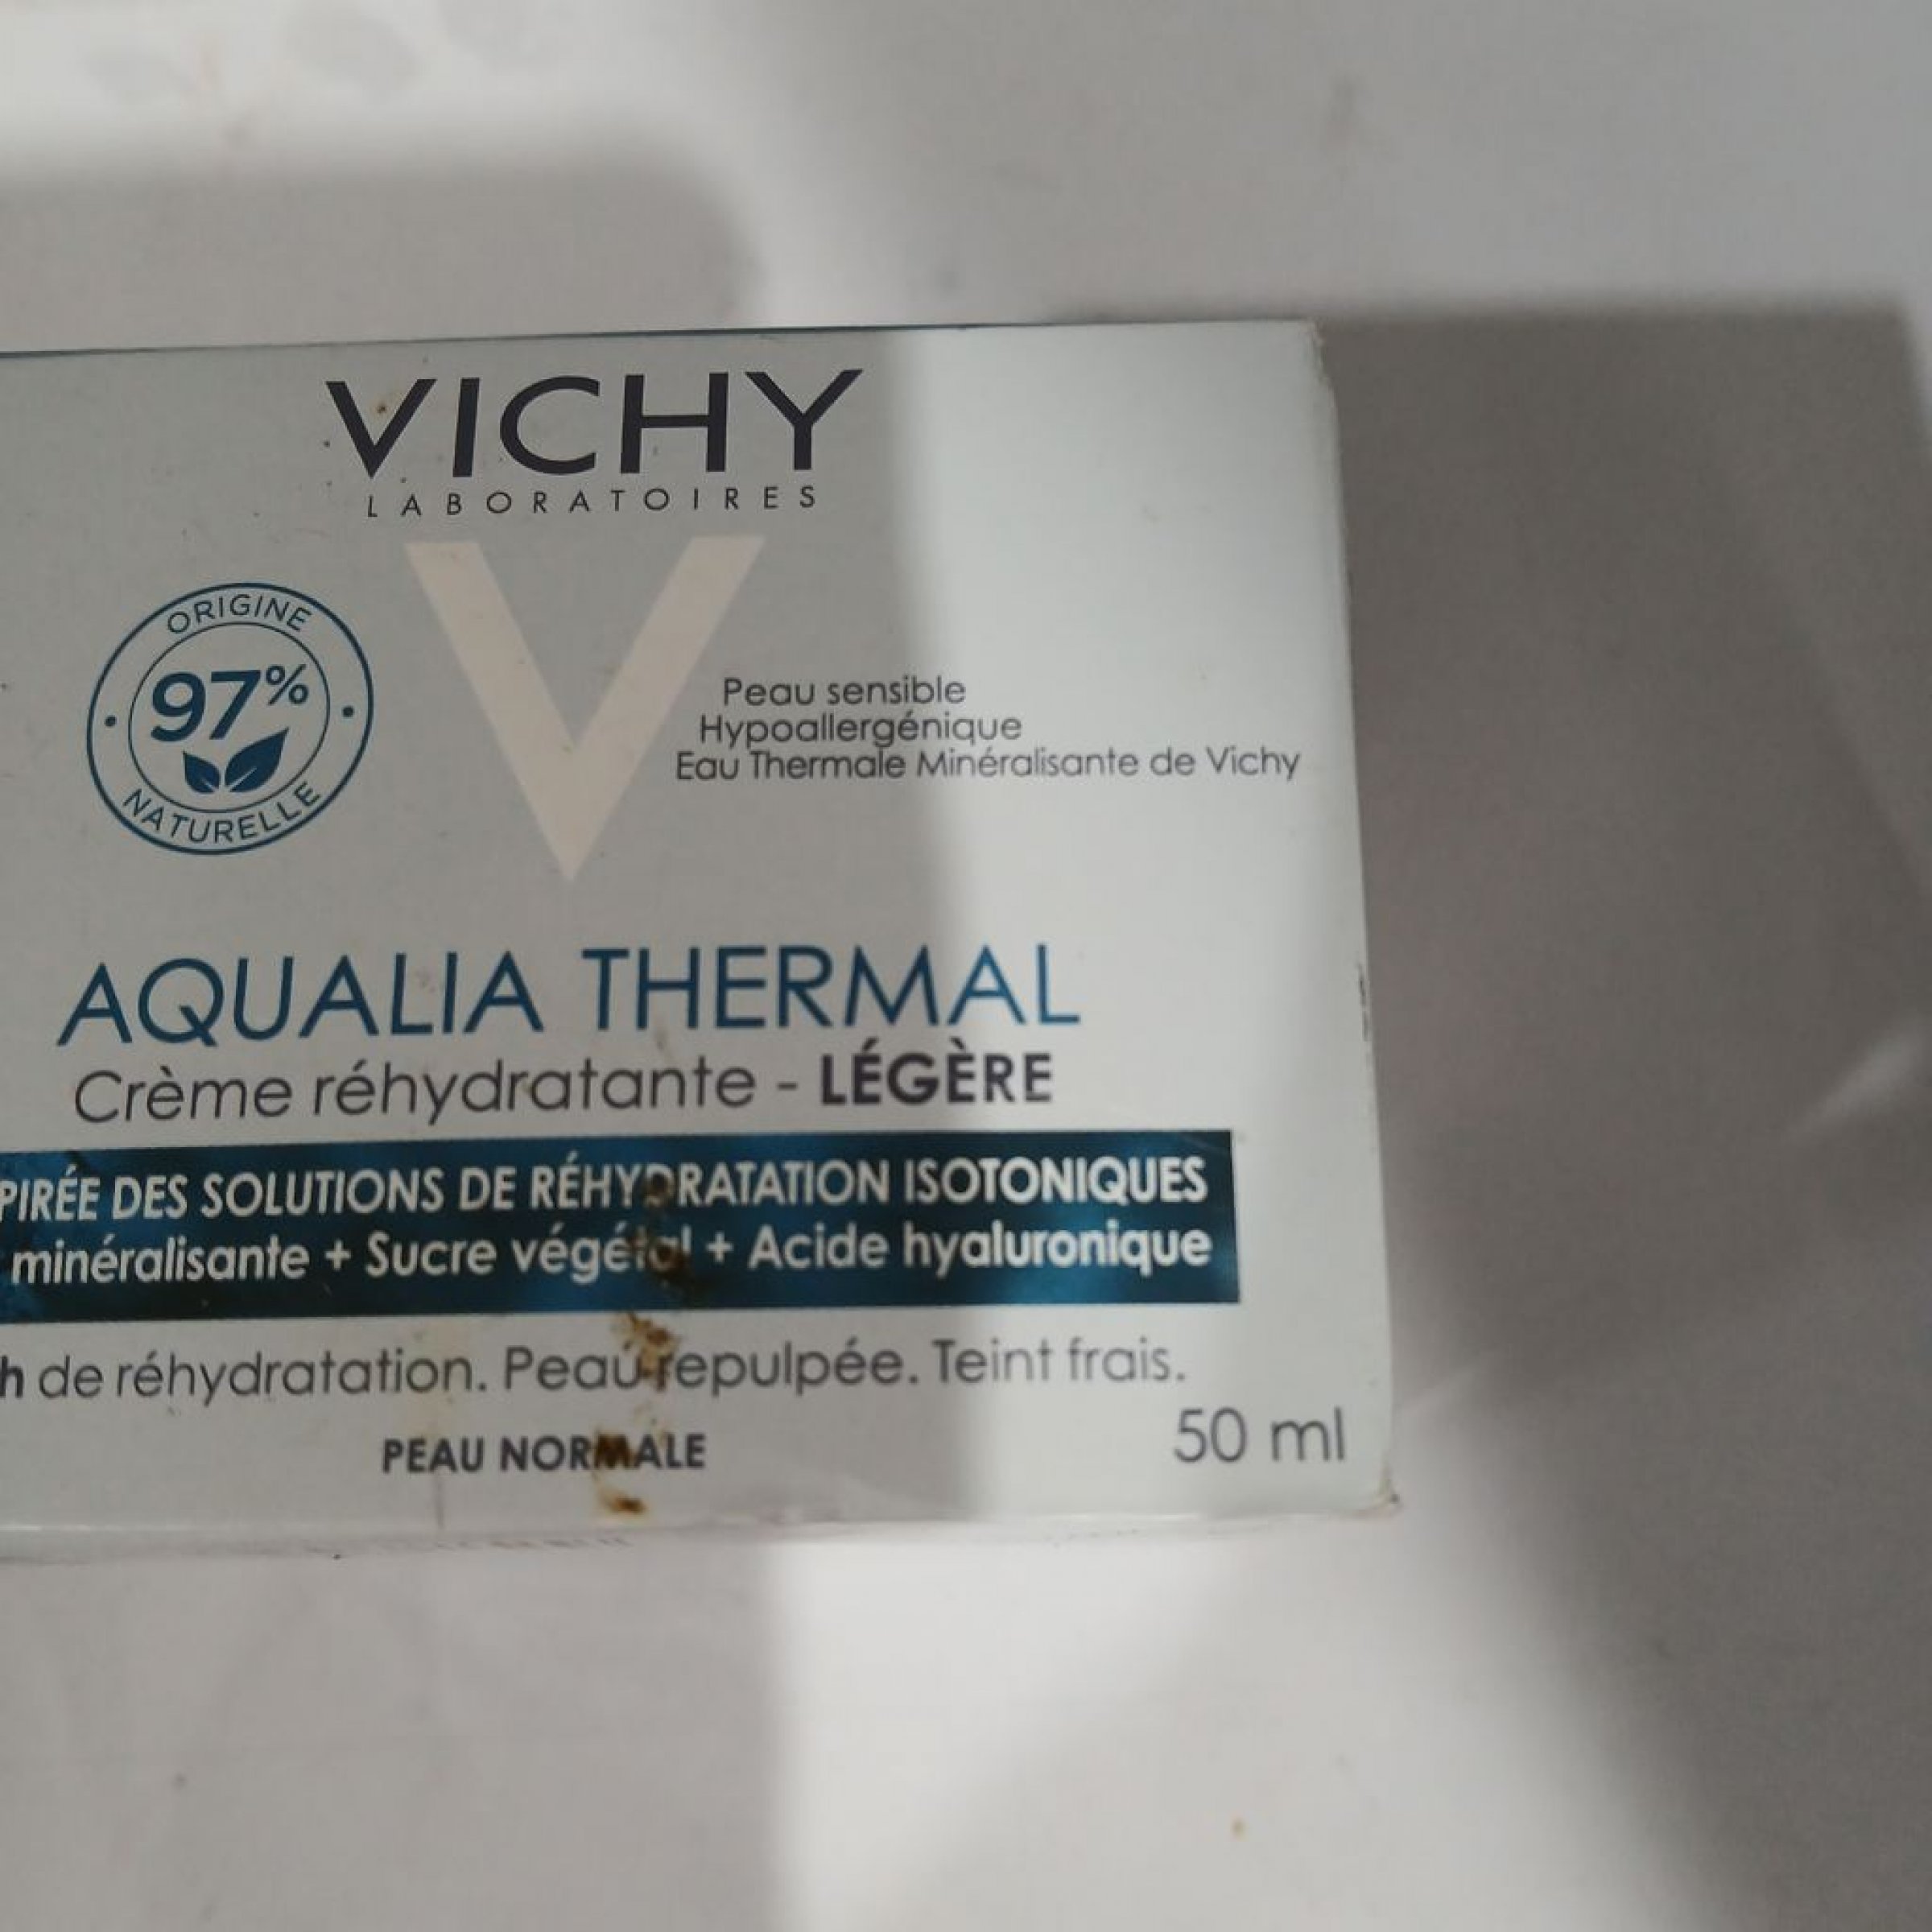 VICHY
LABORATOIRES
ORIGINE
97%
NATURELLE
Peau sensible
Hypoallergénique
Eau Thermale Minéralisante de Vichy
AQUALIA THERMAL
Crème réhydratante - LÉGÈRE
PIRÉE DES SOLUTIONS DE RÉHYDRATATION ISOTONIQUES
minéralisante + Sucre végétal + Acide hyaluronique
h de réhydratation. Peau repulpée. Teint frais.
PEAU NORMALE
50 ml